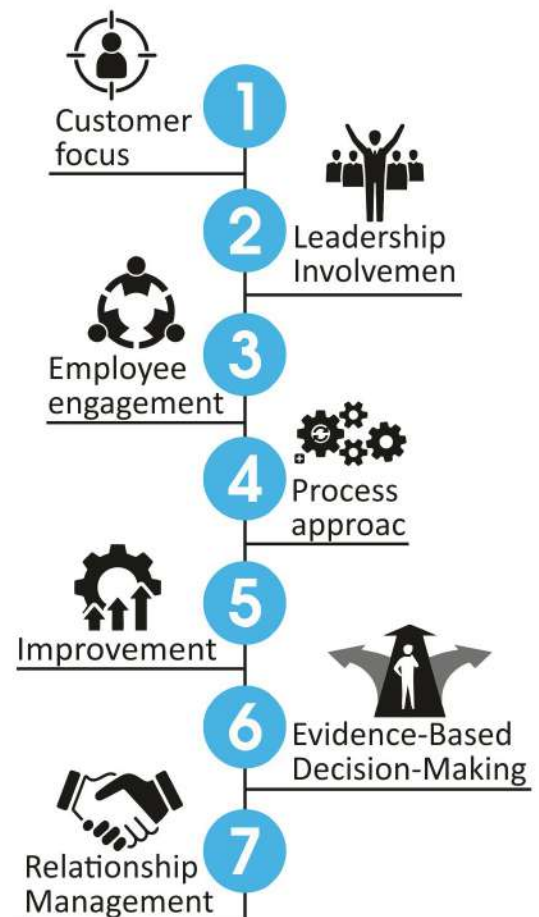 1
Customer
focus
2
Leadership
Involvemen
3
Employee
engagement
4
Process
approac
5
Improvement
6
Evidence-Based
Decision-Making
7
Relationship
Management